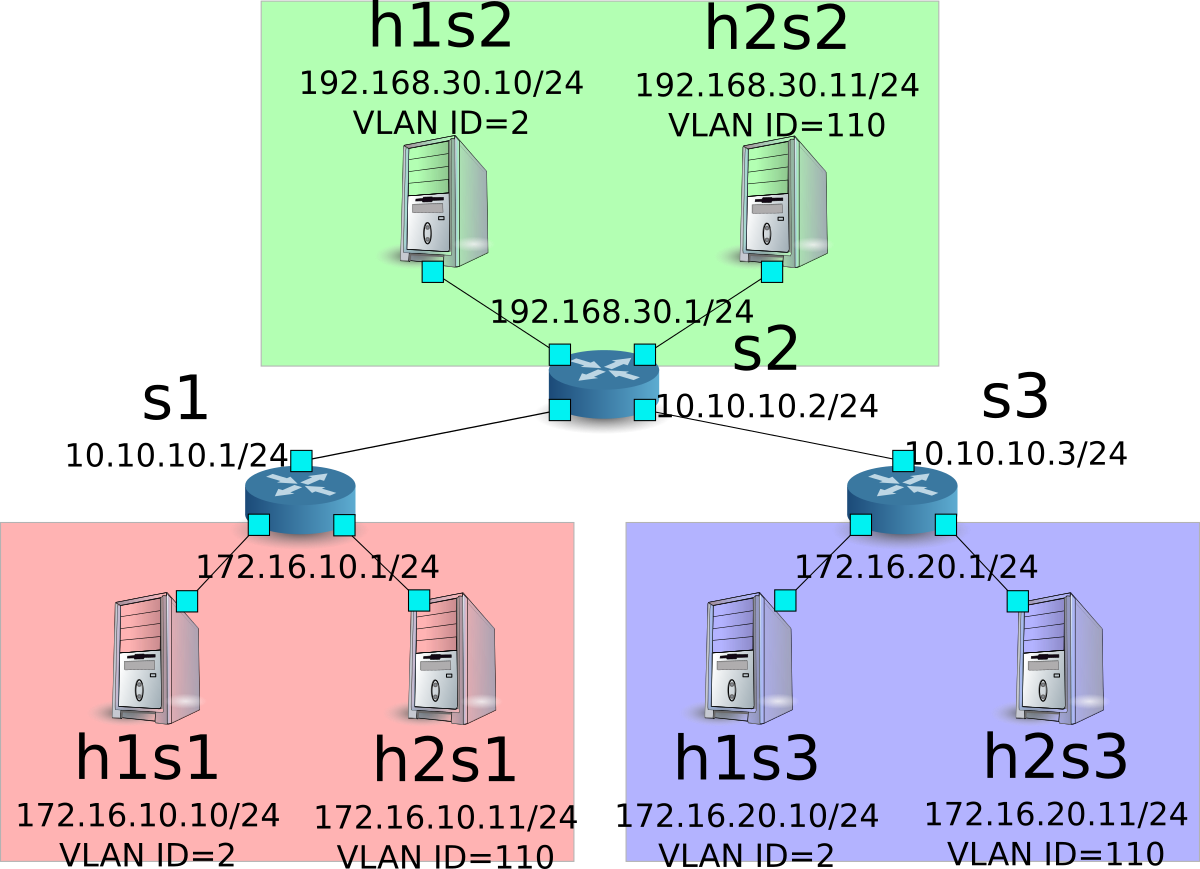 h1s2
192.168.30.10/24
VLAN ID=2
h2s2
192.168.30.11/24
VLAN ID=110
192.168.30.1/24
s2
10.10.10.2/24
s1
10.10.10.1/24
s3
10.10.10.3/24
172.16.10.1/24
172.16.20.1/24
h1s1
172.16.10.10/24
VLAN ID=2
h2s1
172.16.10.11/24
VLAN ID=110
h1s3
172.16.20.10/24
VLAN ID=2
h2s3
172.16.20.11/24
VLAN ID=110